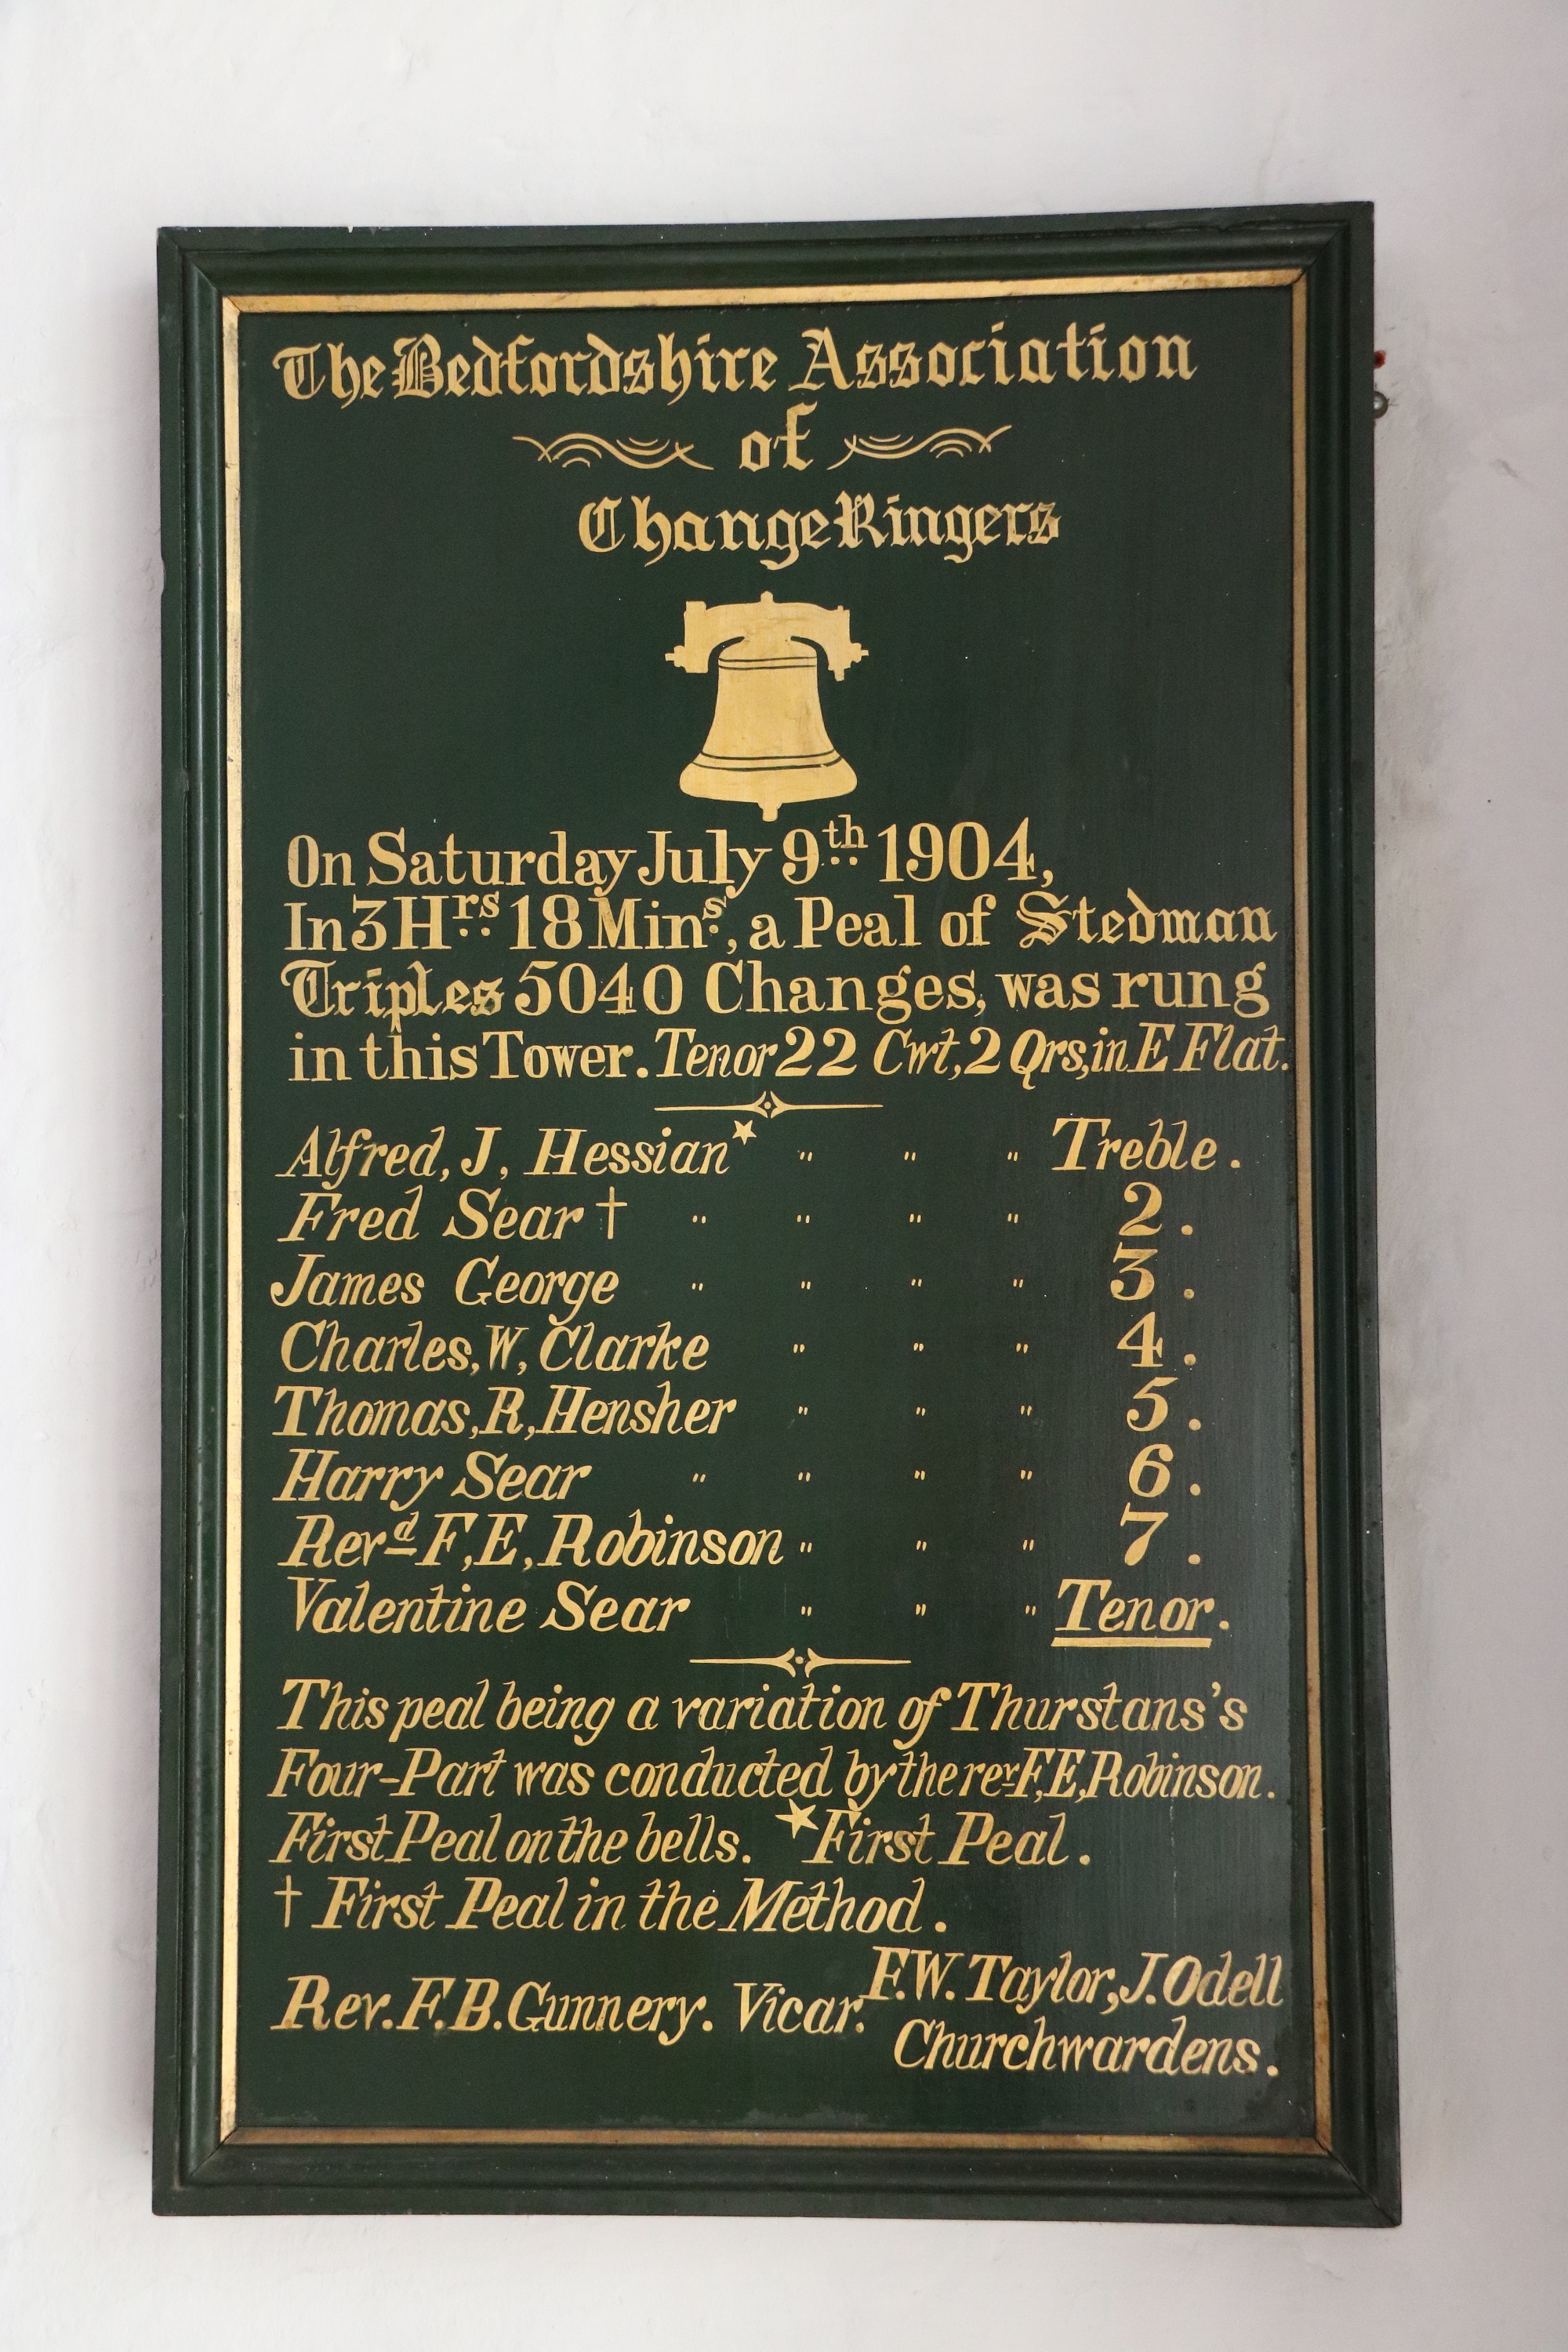 The Bedfordshire Association
of
Change Ringers
On Saturday July 9th 1904,
In 3 Hrs 18 Mins, a Peal of Stedman
Triples 5040 Changes, was rung
in this Tower. Tenor 22 Cwt, 2 Qrs, in E Flat.
Alfred, J, Hessian* " " " Treble.
Fred Sear † " " " " 2.
James George " " " " 3.
Charles, W, Clarke " " " 4.
Thomas, R, Hensher " " " 5.
Harry Sear " " " " 6.
Revd F, E, Robinson " " " 7.
Valentine Sear " " " Tenor.
This peal being a variation of Thurstans's
Four-Part was conducted by the rev F, E, Robinson.
First Peal on the bells. *First Peal.
† First Peal in the Method.
Rev. F. B. Gunnery. Vicar. F. W. Taylor, J. Odell
Churchwardens.